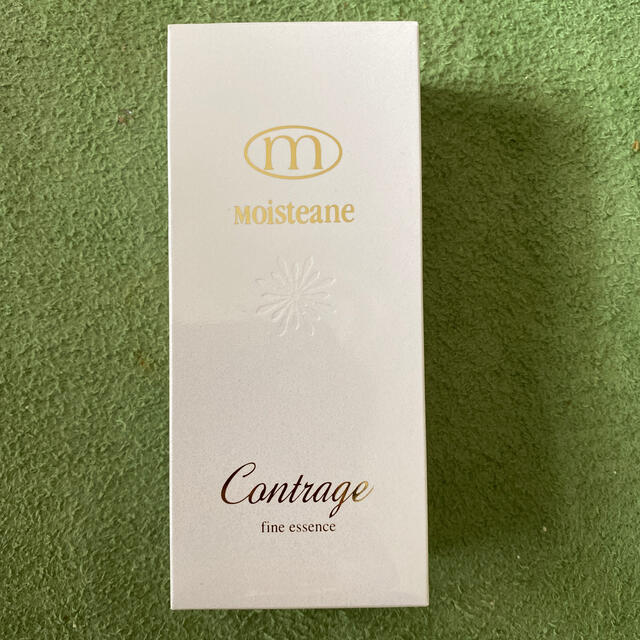 m
Moisteane
Contrage
fine essence